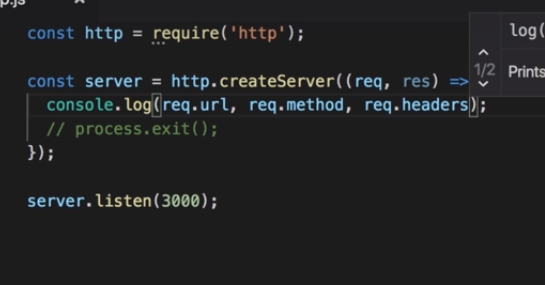 p.js
const http = require('http');
log(
1/2 Prints
const server = http.createServer((req, res) =>
console.log(req.url, req.method, req.headers);
// process.exit();
});
server.listen(3000);